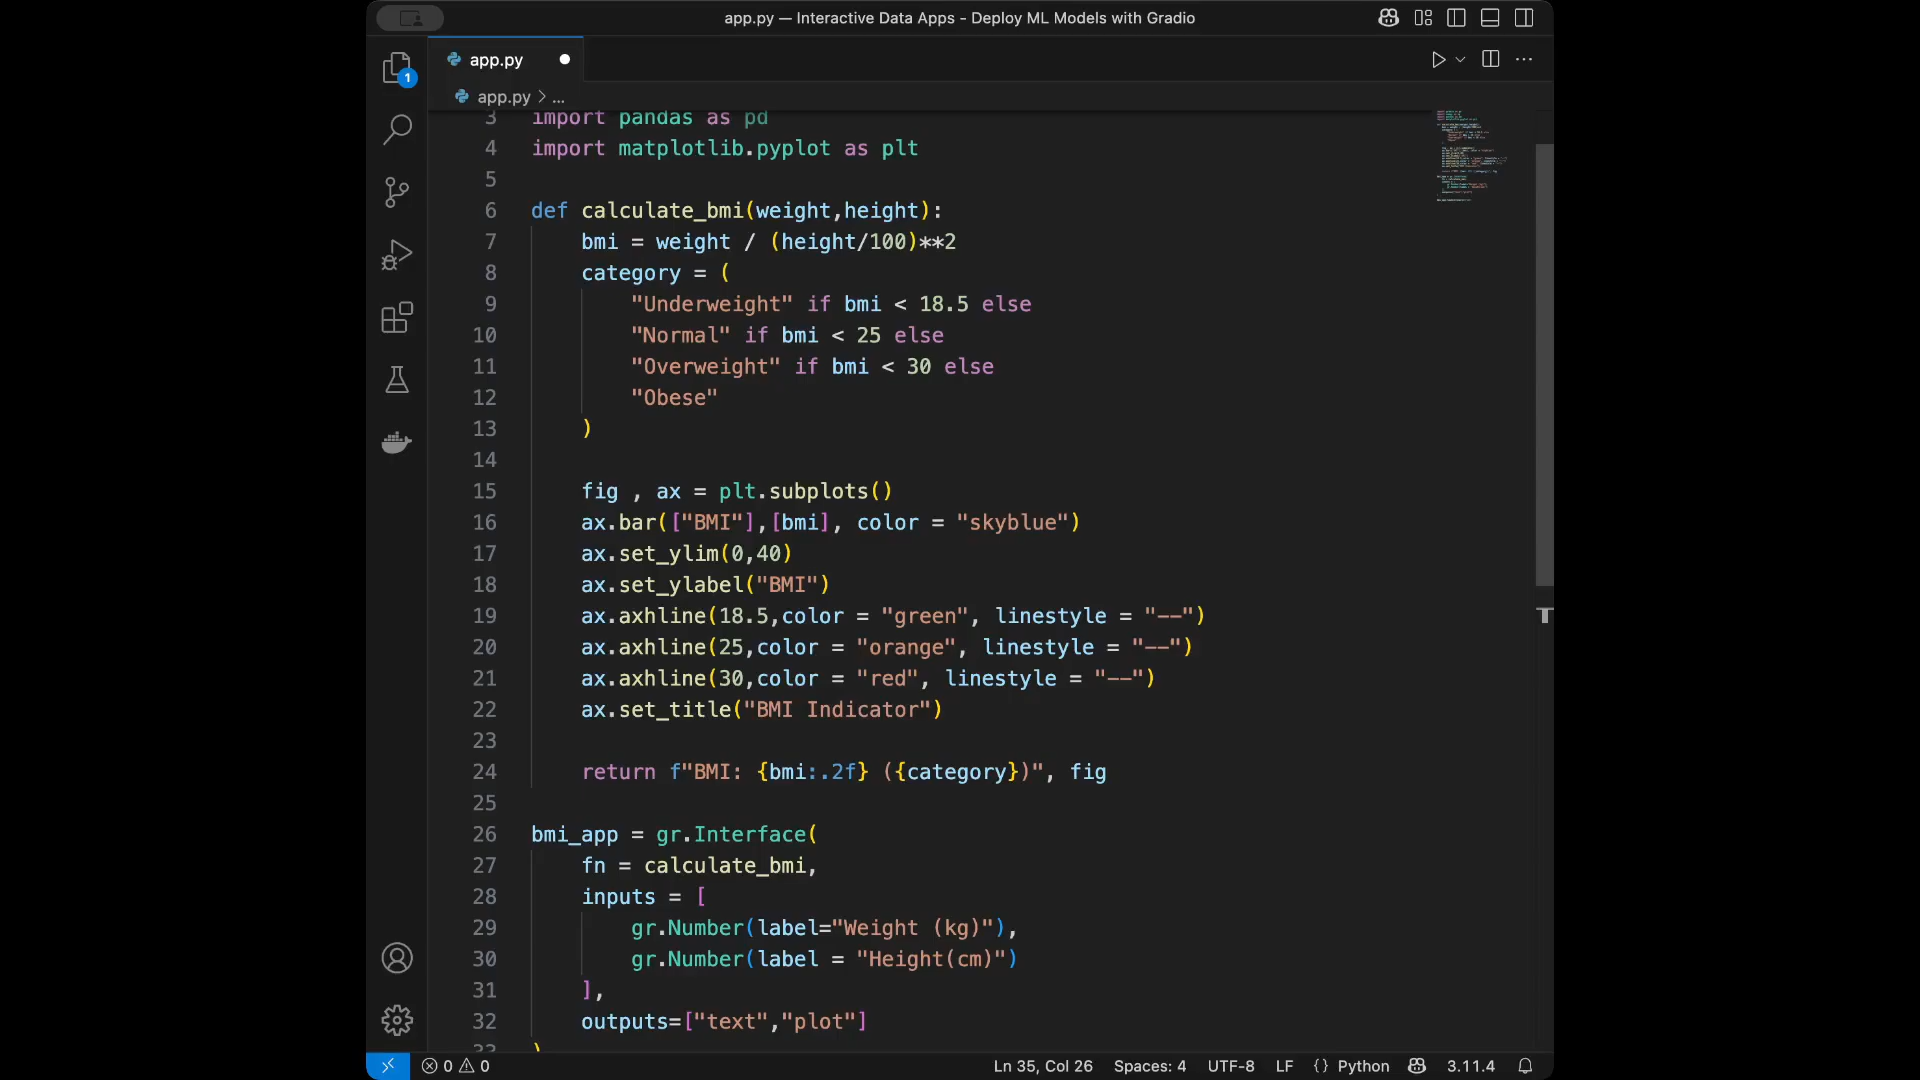 app.py — Interactive Data Apps - Deploy ML Models with Gradio
1
app.py
app.py > ...
3 import pandas as pd
4 import matplotlib.pyplot as plt
5
6 def calculate_bmi(weight,height):
7 bmi = weight / (height/100)**2
8 category = (
9 "Underweight" if bmi < 18.5 else
10 "Normal" if bmi < 25 else
11 "Overweight" if bmi < 30 else
12 "Obese"
13 )
14
15 fig , ax = plt.subplots()
16 ax.bar(["BMI"],[bmi], color = "skyblue")
17 ax.set_ylim(0,40)
18 ax.set_ylabel("BMI")
19 ax.axhline(18.5,color = "green", linestyle = "--")
20 ax.axhline(25,color = "orange", linestyle = "--")
21 ax.axhline(30,color = "red", linestyle = "--")
22 ax.set_title("BMI Indicator")
23
24 return f"BMI: {bmi:.2f} ({category})", fig
25
26 bmi_app = gr.Interface(
27 fn = calculate_bmi,
28 inputs = [
29 gr.Number(label="Weight (kg)"),
30 gr.Number(label = "Height(cm)")
31 ],
32 outputs=["text","plot"]
33 )
0 0 Ln 35, Col 26 Spaces: 4 UTF-8 LF {} Python 3.11.4